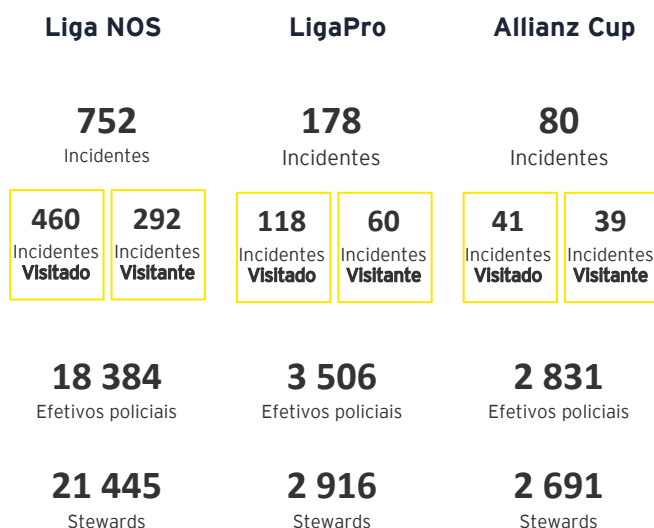 Liga NOS
LigaPro
Allianz Cup
752
178
80
Incidentes
Incidentes
Incidentes
460
292
118
60
41
39
Incidentes
Visitado
Incidentes
Visitante
Incidentes
Visitado
Incidentes
Visitante
Incidentes
Visitado
Incidentes
Visitante
18 384
3 506
2 831
Efetivos policiais
Efetivos policiais
Efetivos policiais
21 445
2 916
2 691
Stewards
Stewards
Stewards